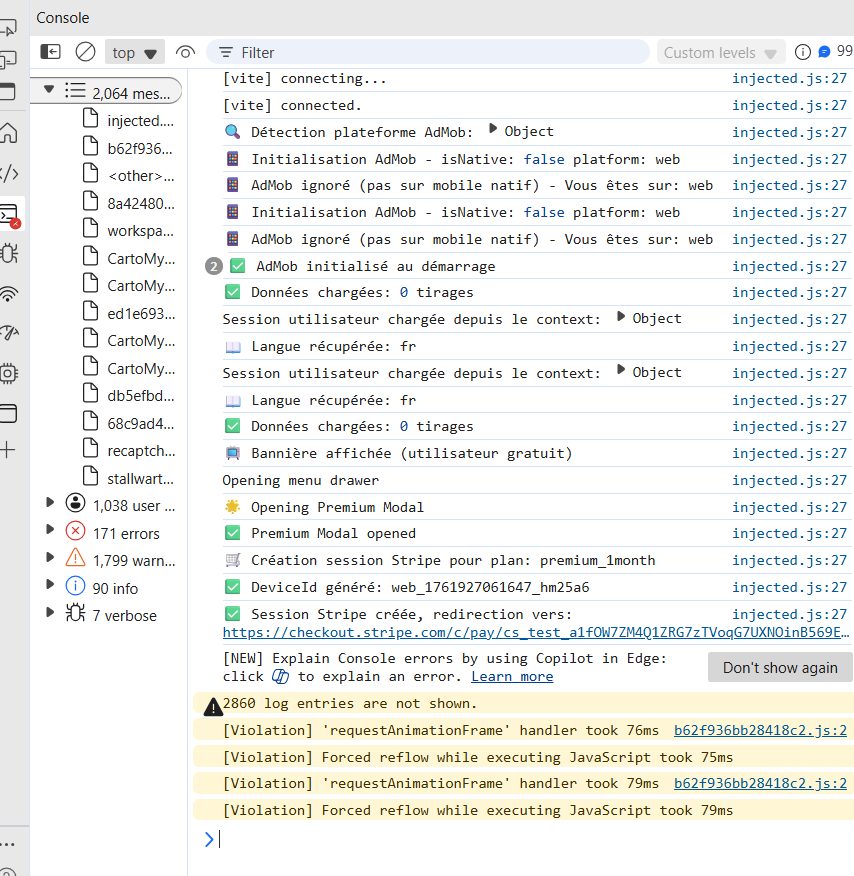 Console
top
Filter
Custom levels
99
2,064 mes...
injected....
b62f936...
<other>...
8a42480...
workspa...
CartoMy...
CartoMy...
ed1e693...
CartoMy...
CartoMy...
db5efbd...
68c9ad4...
recaptch...
stallwart...
1,038 user ...
171 errors
1,799 warn...
90 info
7 verbose
[vite] connecting... injected.js:27
[vite] connected. injected.js:27
🔍 Détection plateforme AdMob: ▶ Object injected.js:27
📱 Initialisation AdMob - isNative: false platform: web injected.js:27
📱 AdMob ignoré (pas sur mobile natif) - Vous êtes sur: web injected.js:27
📱 Initialisation AdMob - isNative: false platform: web injected.js:27
📱 AdMob ignoré (pas sur mobile natif) - Vous êtes sur: web injected.js:27
2 ✅ AdMob initialisé au démarrage injected.js:27
✅ Données chargées: 0 tirages injected.js:27
Session utilisateur chargée depuis le context: ▶ Object injected.js:27
📖 Langue récupérée: fr injected.js:27
Session utilisateur chargée depuis le context: ▶ Object injected.js:27
📖 Langue récupérée: fr injected.js:27
✅ Données chargées: 0 tirages injected.js:27
📺 Bannière affichée (utilisateur gratuit) injected.js:27
Opening menu drawer injected.js:27
🌟 Opening Premium Modal injected.js:27
✅ Premium Modal opened injected.js:27
🛒 Création session Stripe pour plan: premium_1month injected.js:27
✅ DeviceId généré: web_1761927061647_hm25a6 injected.js:27
✅ Session Stripe créée, redirection vers: injected.js:27
https://checkout.stripe.com/c/pay/cs_test_a1fOW7ZM4Q1ZRG7zTVoqG7UXNOinB569E…
[NEW] Explain Console errors by using Copilot in Edge:
click to explain an error. Learn more
Don't show again
2860 log entries are not shown.
[Violation] 'requestAnimationFrame' handler took 76ms b62f936bb28418c2.js:2
[Violation] Forced reflow while executing JavaScript took 75ms
[Violation] 'requestAnimationFrame' handler took 79ms b62f936bb28418c2.js:2
[Violation] Forced reflow while executing JavaScript took 79ms